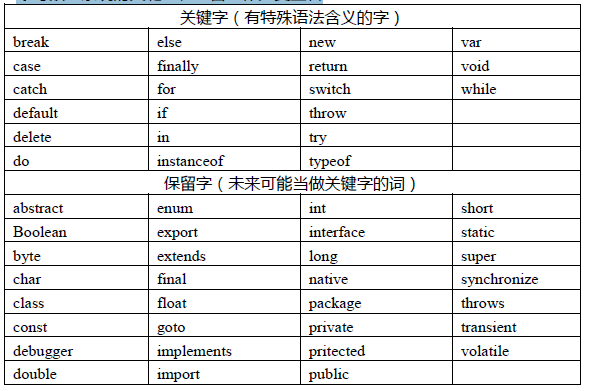 关键字（有特殊语法含义的字）
break else new var
case finally return void
catch for switch while
default if throw
delete in try
do instanceof typeof
保留字（未来可能当做关键字的词）
abstract enum int short
Boolean export interface static
byte extends long super
char final native synchronize
class float package throws
const goto private transient
debugger implements pritected volatile
double import public